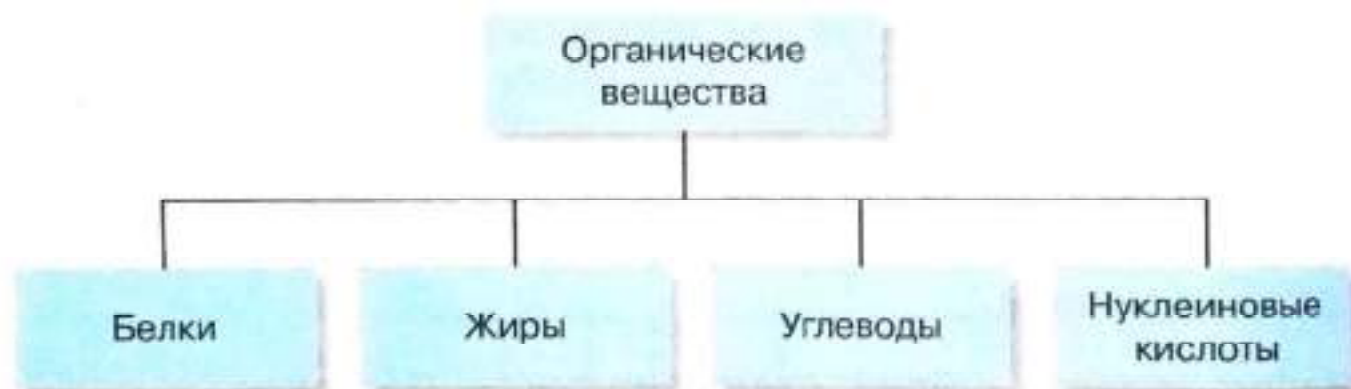 Органические
вещества
Белки
Жиры
Углеводы
Нуклеиновые
кислоты